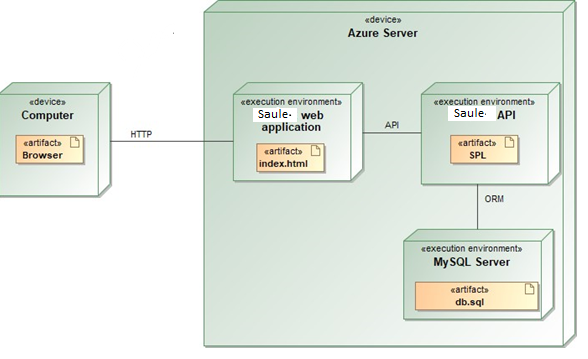 «device»
Azure Server
«device»
Computer
«artifact»
Browser
HTTP
«execution environment»
Saule. web
application
«artifact»
index.html
API
«execution environment»
Saule. API
«artifact»
SPL
ORM
«execution environment»
MySQL Server
«artifact»
db.sql